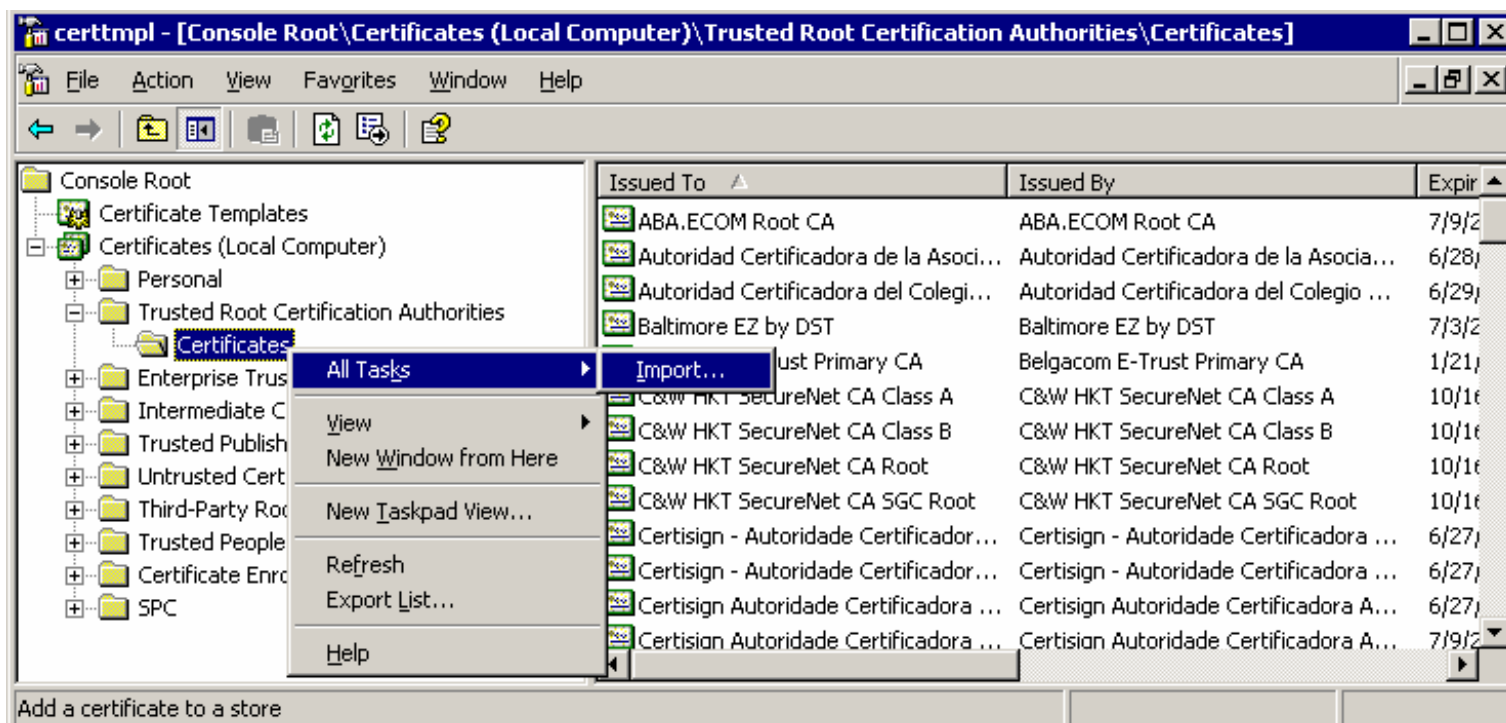 certtmpl - [Console Root\Certificates (Local Computer)\Trusted Root Certification Authorities\Certificates]
File Action View Favorites Window Help
Console Root
Certificate Templates
Certificates (Local Computer)
Personal
Trusted Root Certification Authorities
Certificates
Enterprise Trus
Intermediate C
Trusted Publish
Untrusted Cert
Third-Party Roo
Trusted People
Certificate Enro
SPC
All Tasks
Import...
View
New Window from Here
New Taskpad View...
Refresh
Export List...
Help
Issued To Issued By Expir
ABA.ECOM Root CA ABA.ECOM Root CA 7/9/2
Autoridad Certificadora de la Asoci... Autoridad Certificadora de la Asocia... 6/28/
Autoridad Certificadora del Colegi... Autoridad Certificadora del Colegio ... 6/29/
Baltimore EZ by DST Baltimore EZ by DST 7/3/2
ust Primary CA Belgacom E-Trust Primary CA 1/21/
C&W HKT SecureNet CA Class A C&W HKT SecureNet CA Class A 10/16
C&W HKT SecureNet CA Class B C&W HKT SecureNet CA Class B 10/16
C&W HKT SecureNet CA Root C&W HKT SecureNet CA Root 10/16
C&W HKT SecureNet CA SGC Root C&W HKT SecureNet CA SGC Root 10/16
Certisign - Autoridade Certificador... Certisign - Autoridade Certificadora ... 6/27/
Certisign - Autoridade Certificador... Certisign - Autoridade Certificadora ... 6/27/
Certisign Autoridade Certificadora ... Certisign Autoridade Certificadora A... 6/27/
Certisign Autoridade Certificadora ... Certisign Autoridade Certificadora A... 7/9/2
Add a certificate to a store